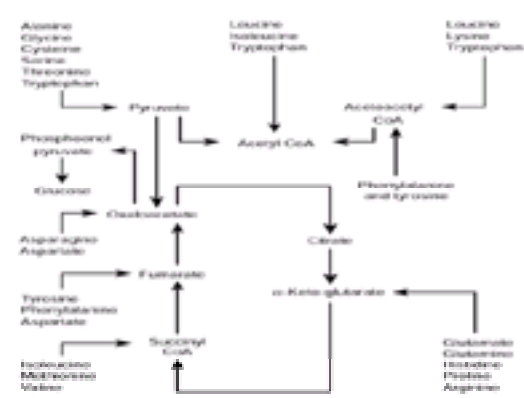 Alanine
Glycine
Cysteine
Serine
Threonine
Tryptophan
Leucine
Isoleucine
Tryptophan
Leucine
Lysine
Tryptophan
Pyruvate
Acetoacetyl
CoA
Acetyl CoA
Phosphoenol
pyruvate
Glucose
Phenylalanine
and tyrosine
Oxaloacetate
Asparagine
Aspartate
Citrate
Fumarate
α-Keto-glutarate
Tyrosine
Phenylalanine
Aspartate
Succinyl
CoA
Isoleucine
Methionine
Valine
Glutamate
Glutamine
Histidine
Proline
Arginine